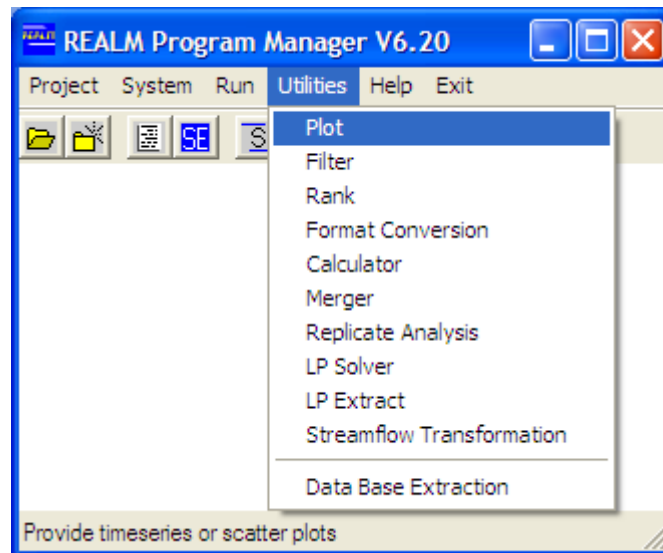 REALM REALM Program Manager V6.20
Project System Run Utilities Help Exit
SE S
Plot
Filter
Rank
Format Conversion
Calculator
Merger
Replicate Analysis
LP Solver
LP Extract
Streamflow Transformation
Data Base Extraction
Provide timeseries or scatter plots